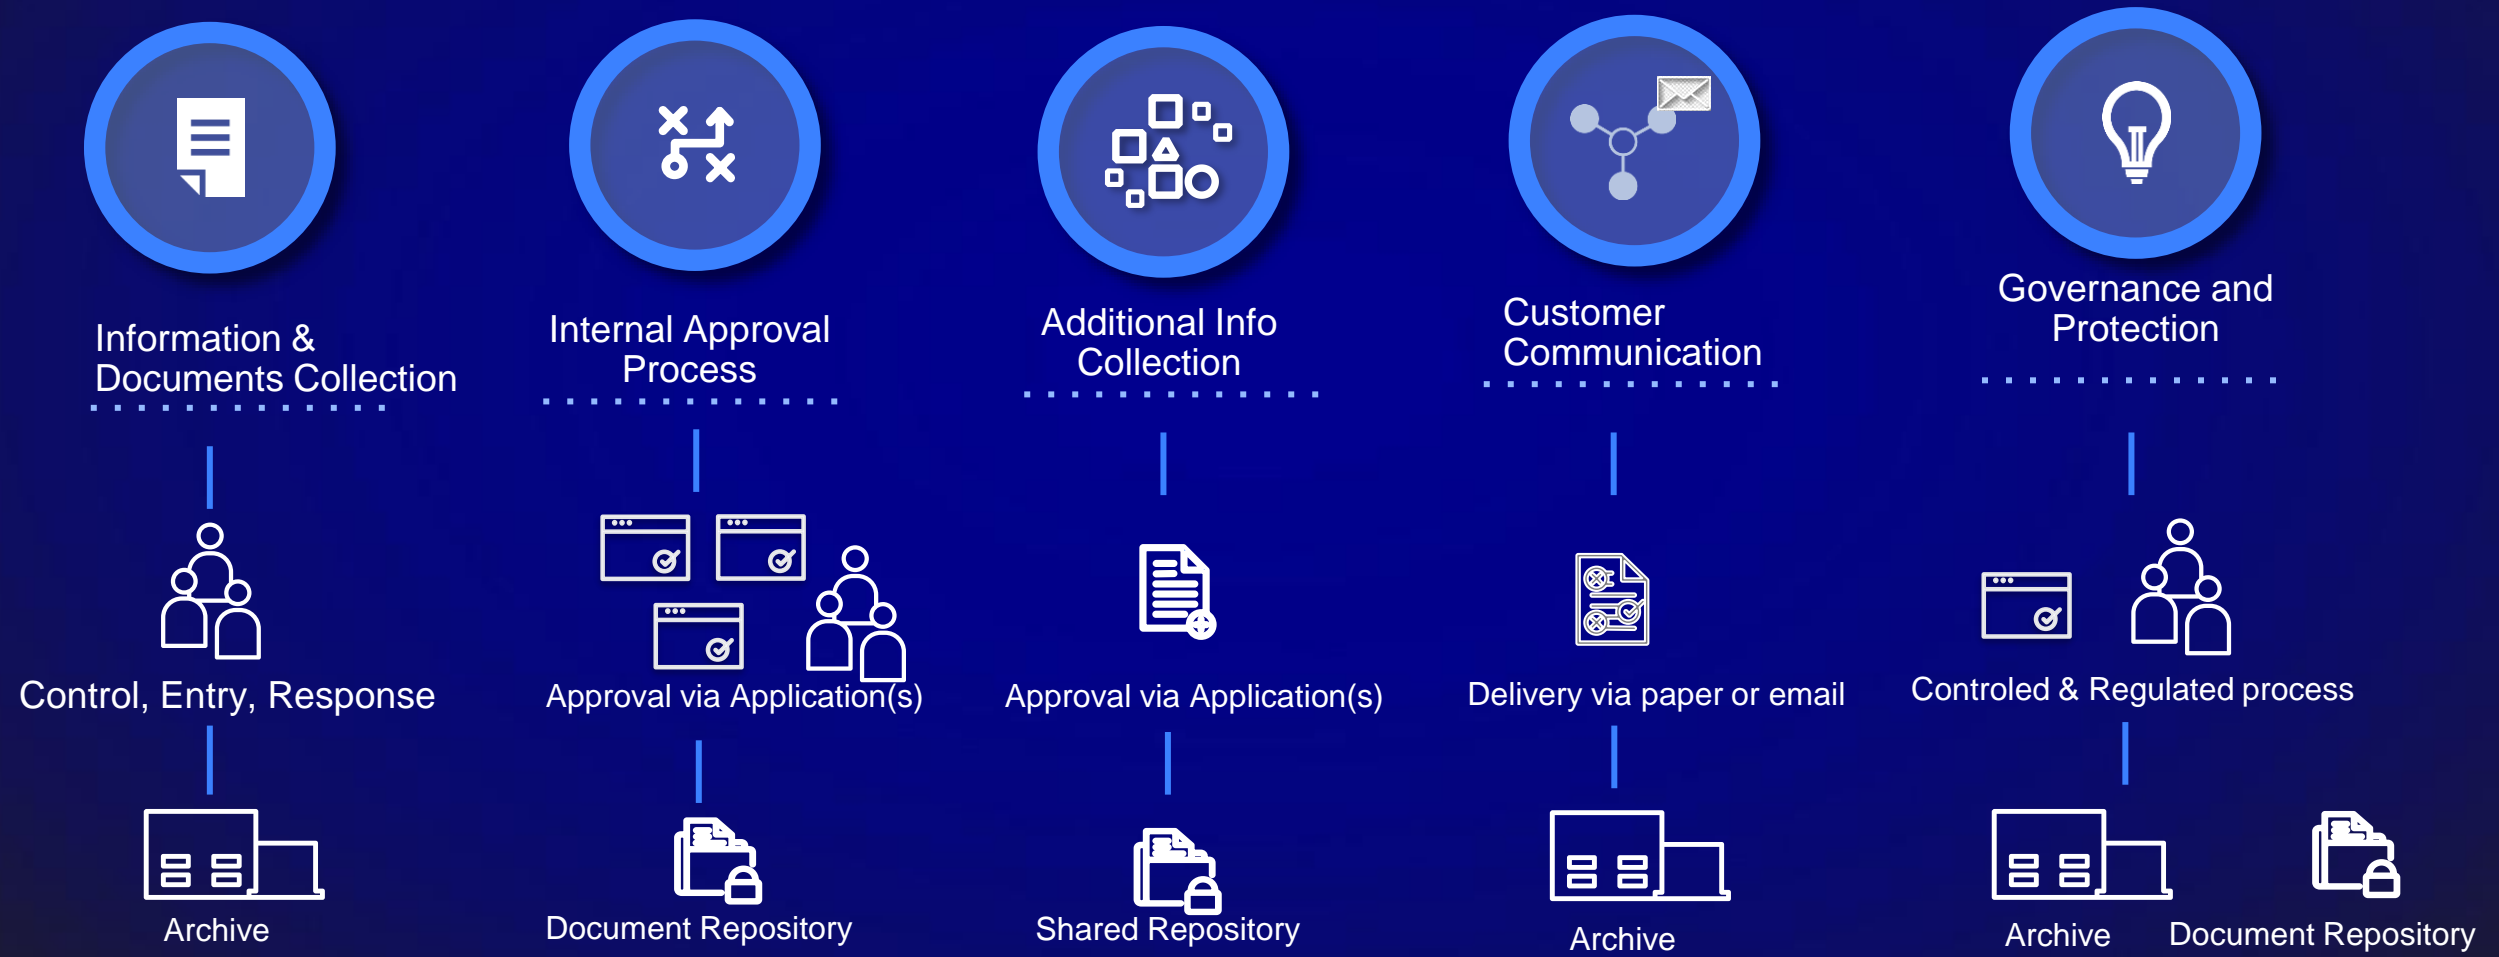 Information &
Documents Collection
Internal Approval
Process
Additional Info
Collection
Customer
Communication
Governance and
Protection
Control, Entry, Response
Approval via Application(s)
Approval via Application(s)
Delivery via paper or email
Controled & Regulated process
Archive
Document Repository
Shared Repository
Archive
Archive
Document Repository